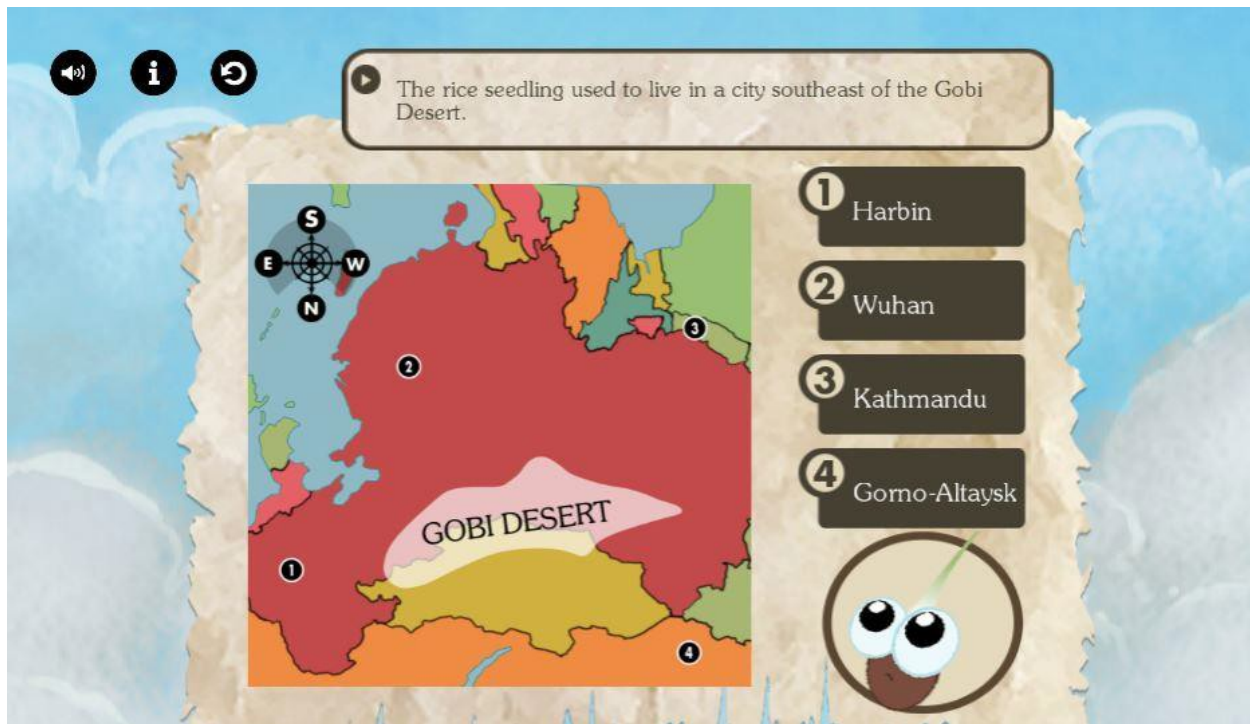 The rice seedling used to live in a city southeast of the Gobi
Desert.
S
E W
N
1 Harbin
2 Wuhan
3 Kathmandu
4 Gorno-Altaysk
3
2
GOBI DESERT
1
4